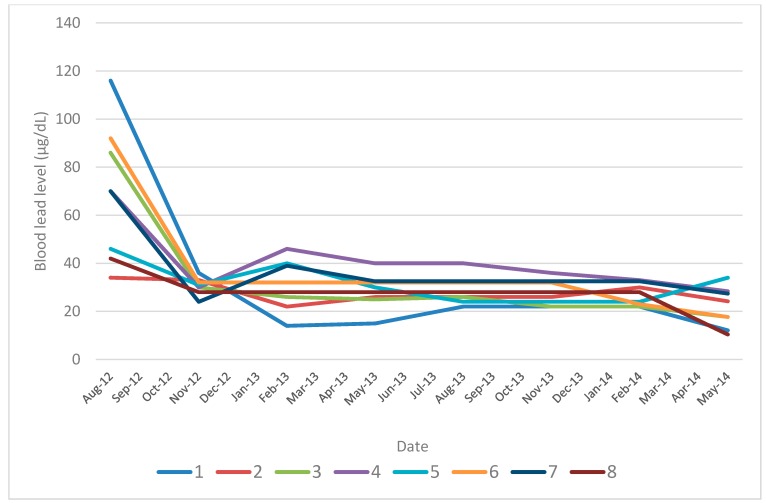 140
120
100
80
60
40
20
0
Blood lead level (µg/dL)
Aug-12 Sep-12 Oct-12 Nov-12 Dec-12 Jan-13 Feb-13 Mar-13 Apr-13 May-13 Jun-13 Jul-13 Aug-13 Sep-13 Oct-13 Nov-13 Dec-13 Jan-14 Feb-14 Mar-14 Apr-14 May-14
Date
1 2 3 4 5 6 7 8